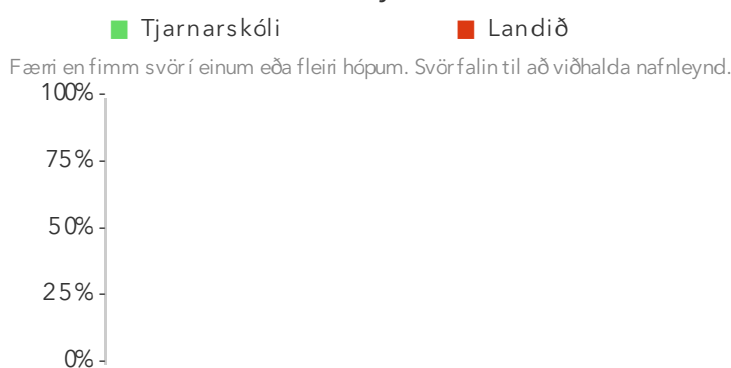 Tjarnarskóli Landið
Færri en fimm svör í einum eða fleiri hópum. Svör falin til að viðhalda nafnleynd.
100%
75%
50%
25%
0%